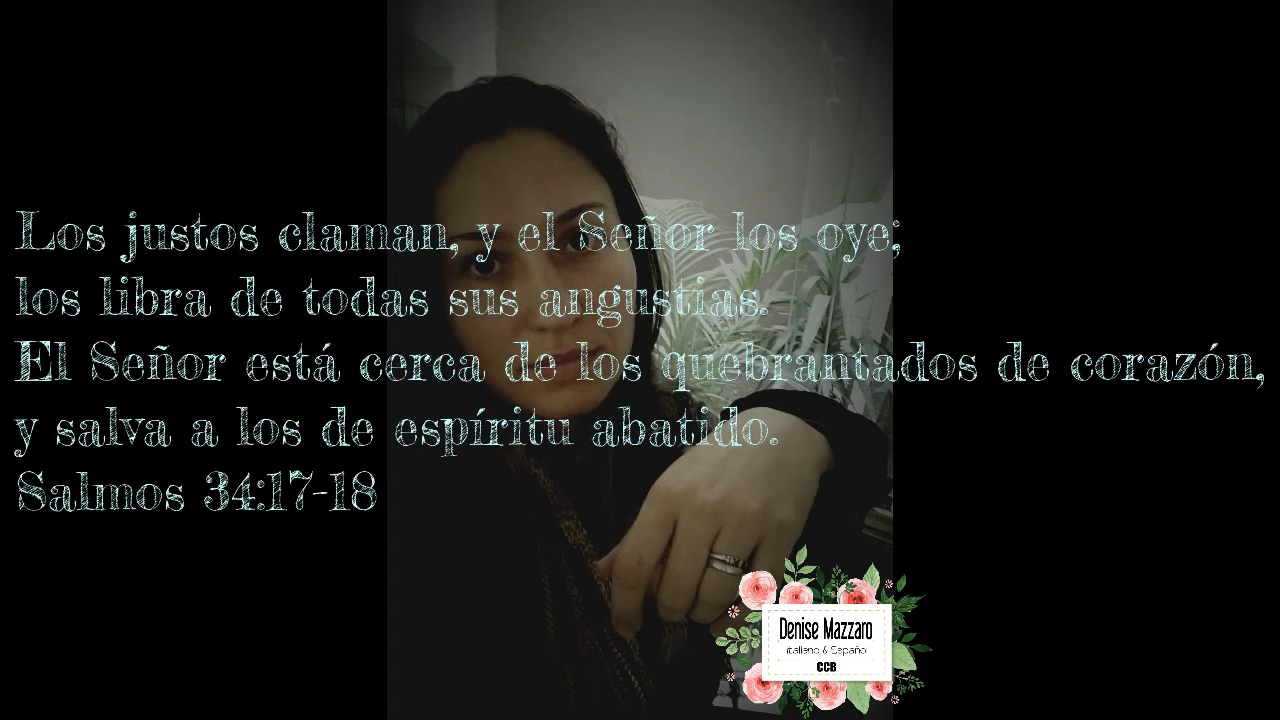 Los justos claman, y el Señor los oye;
los libra de todas sus angustias.
El Señor está cerca de los quebrantados de corazón,
y salva a los de espíritu abatido.
Salmos 34:17-18
Denise Mazzaro
italiano & Español
CCB